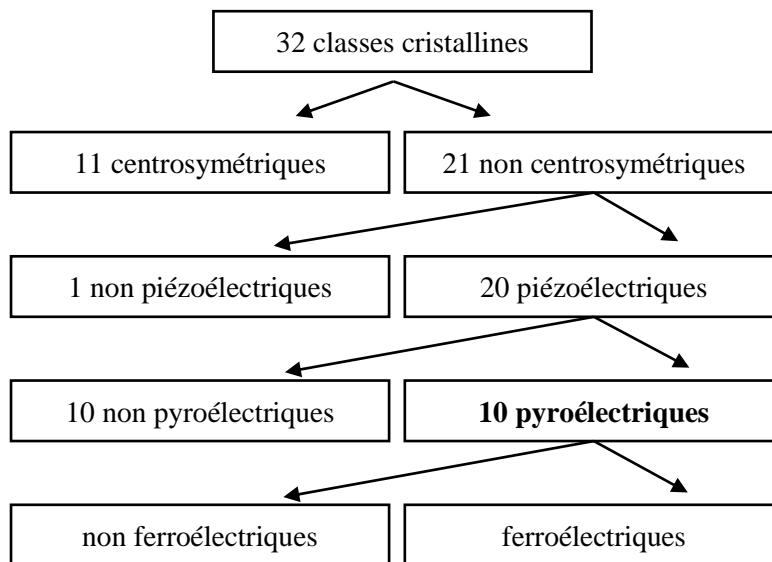 32 classes cristallines
11 centrosymétriques
21 non centrosymétriques
1 non piézoélectriques
20 piézoélectriques
10 non pyroélectriques
10 pyroélectriques
non ferroélectriques
ferroélectriques